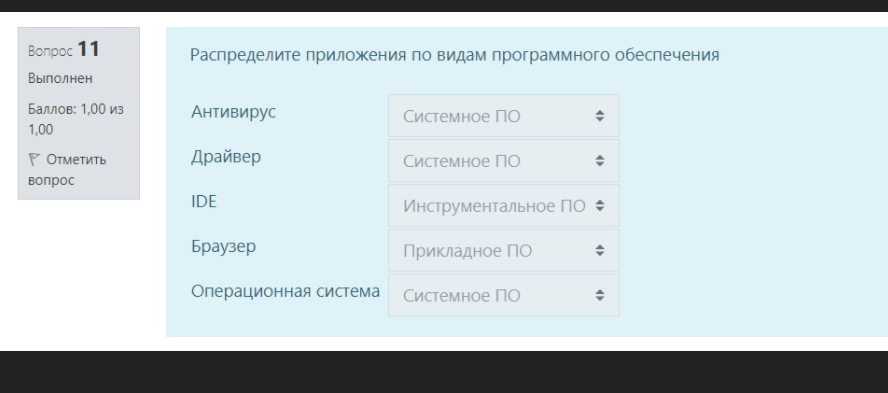 Вопрос 11
Выполнен
Баллов: 1,00 из
1,00
Отметить
вопрос
Распределите приложения по видам программного обеспечения
Антивирус Системное ПО
Драйвер Системное ПО
IDE Инструментальное ПО
Браузер Прикладное ПО
Операционная система Системное ПО